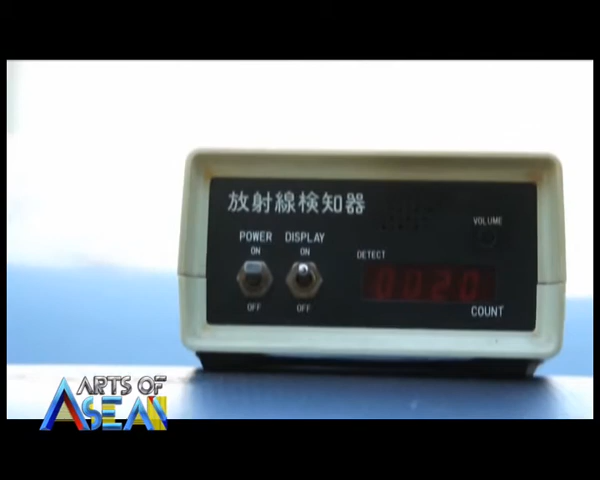 放射線検知器
VOLUME
POWER DISPLAY
ON ON
DETECT
0020
OFF OFF
COUNT
ARTS OF
ASEAN